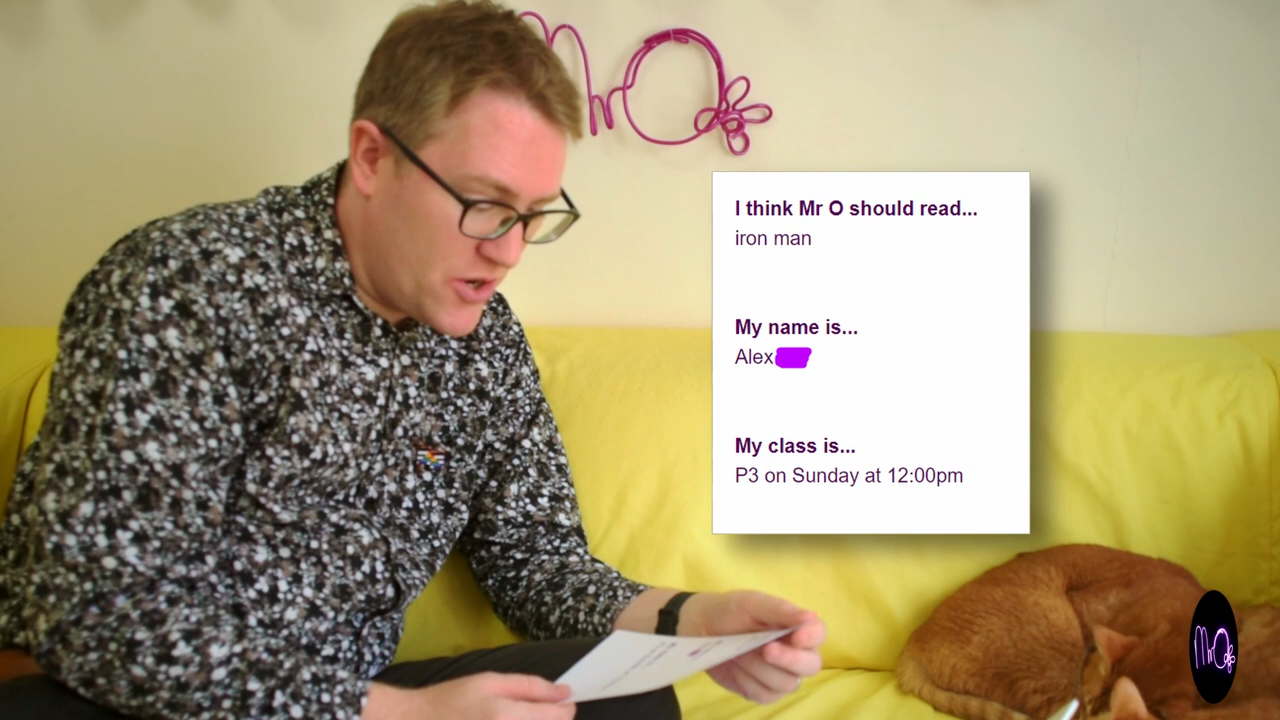 Mr O
I think Mr O should read...
iron man
My name is...
Alex
My class is...
P3 on Sunday at 12:00pm
Mr O